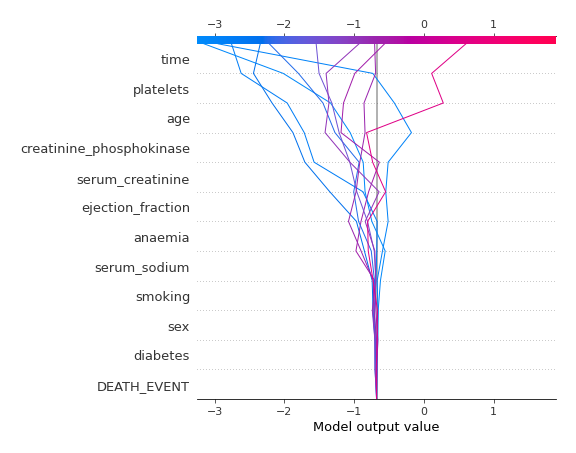 −3 −2 −1 0 1
time
platelets
age
creatinine_phosphokinase
serum_creatinine
ejection_fraction
anaemia
serum_sodium
smoking
sex
diabetes
DEATH_EVENT
−3 −2 −1 0 1
Model output value